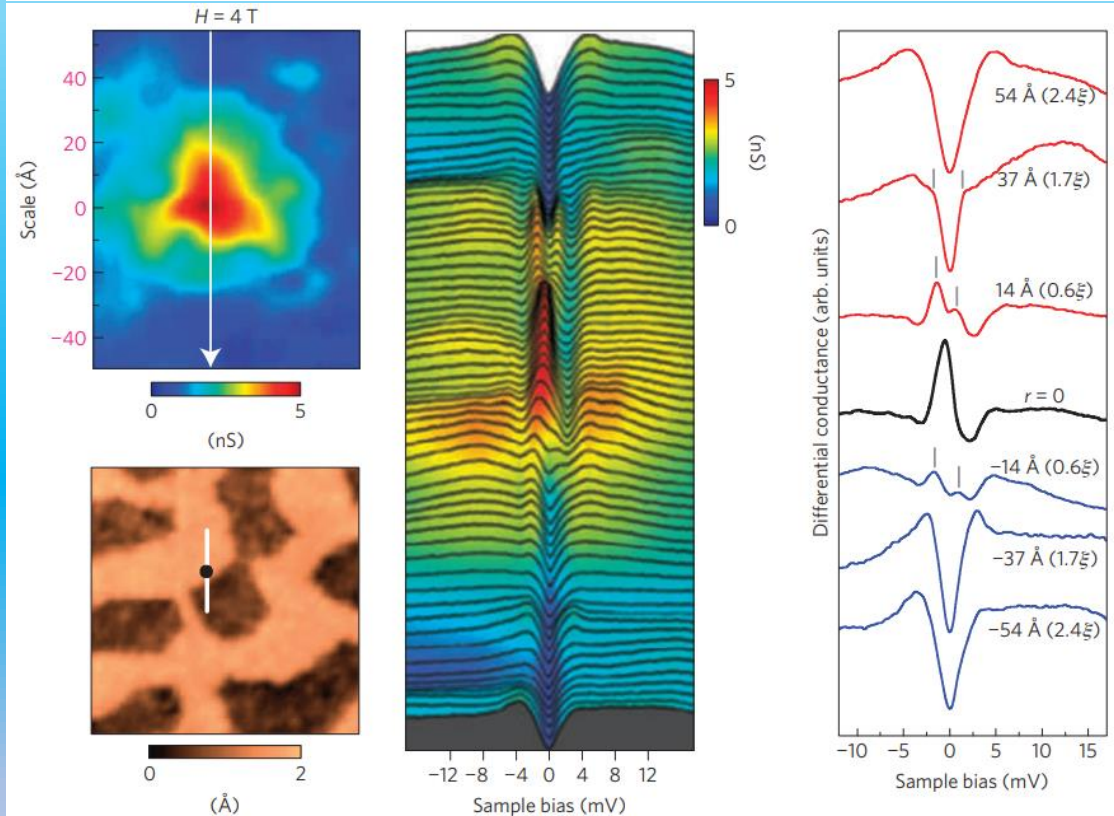 H = 4 T
40
20
0
−20
−40
Scale (Å)
0 5
(nS)
0 2
(Å)
5
0
(nS)
−12 −8 −4 0 4 8 12
Sample bias (mV)
54 Å (2.4ξ)
37 Å (1.7ξ)
14 Å (0.6ξ)
r = 0
−14 Å (0.6ξ)
−37 Å (1.7ξ)
−54 Å (2.4ξ)
Differential conductance (arb. units)
−10 −5 0 5 10 15
Sample bias (mV)